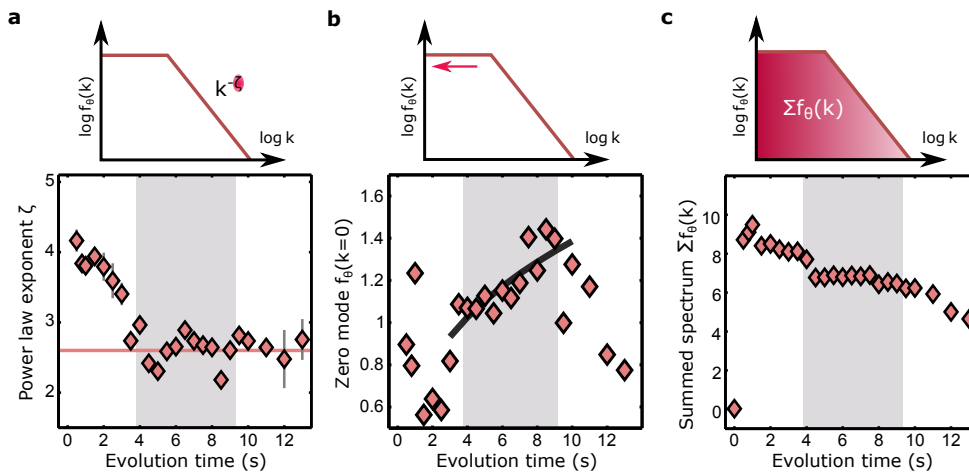 a
log f_θ(k)
k^-ζ
log k
Power law exponent ζ
5
4
3
2
0 2 4 6 8 10 12
Evolution time (s)
b
log f_θ(k)
log k
Zero mode f_θ(k=0)
1.6
1.4
1.2
1.0
0.8
0.6
0 2 4 6 8 10 12
Evolution time (s)
c
log f_θ(k)
Σf_θ(k)
log k
Summed spectrum Σf_θ(k)
10
8
6
4
2
0
0 2 4 6 8 10 12
Evolution time (s)